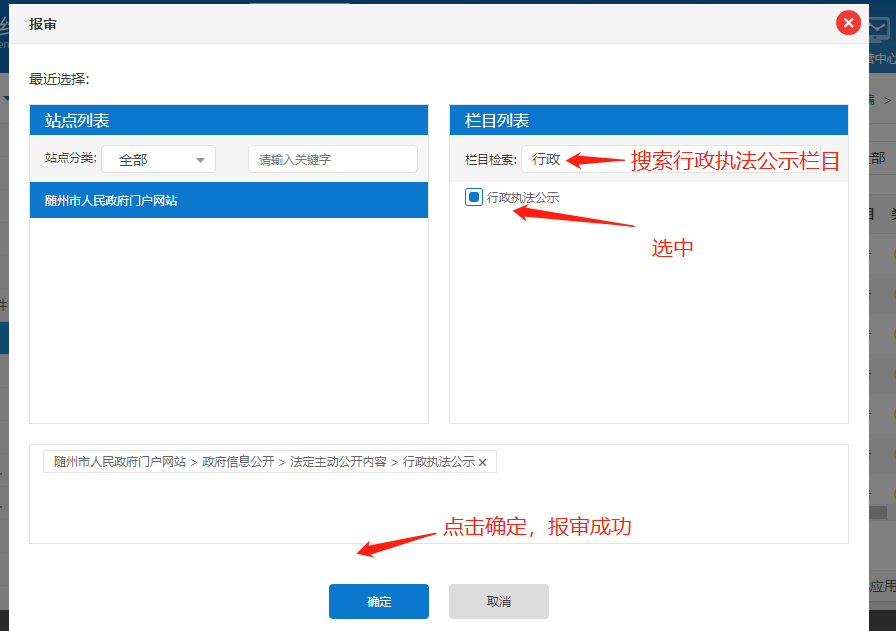 报审
最近选择:
站点列表
栏目列表
站点分类: 全部 请输入关键字
栏目检索: 行政
搜索行政执法公示栏目
随州市人民政府门户网站
行政执法公示
选中
随州市人民政府门户网站 > 政府信息公开 > 法定主动公开内容 > 行政执法公示 ×
点击确定，报审成功
确定
取消